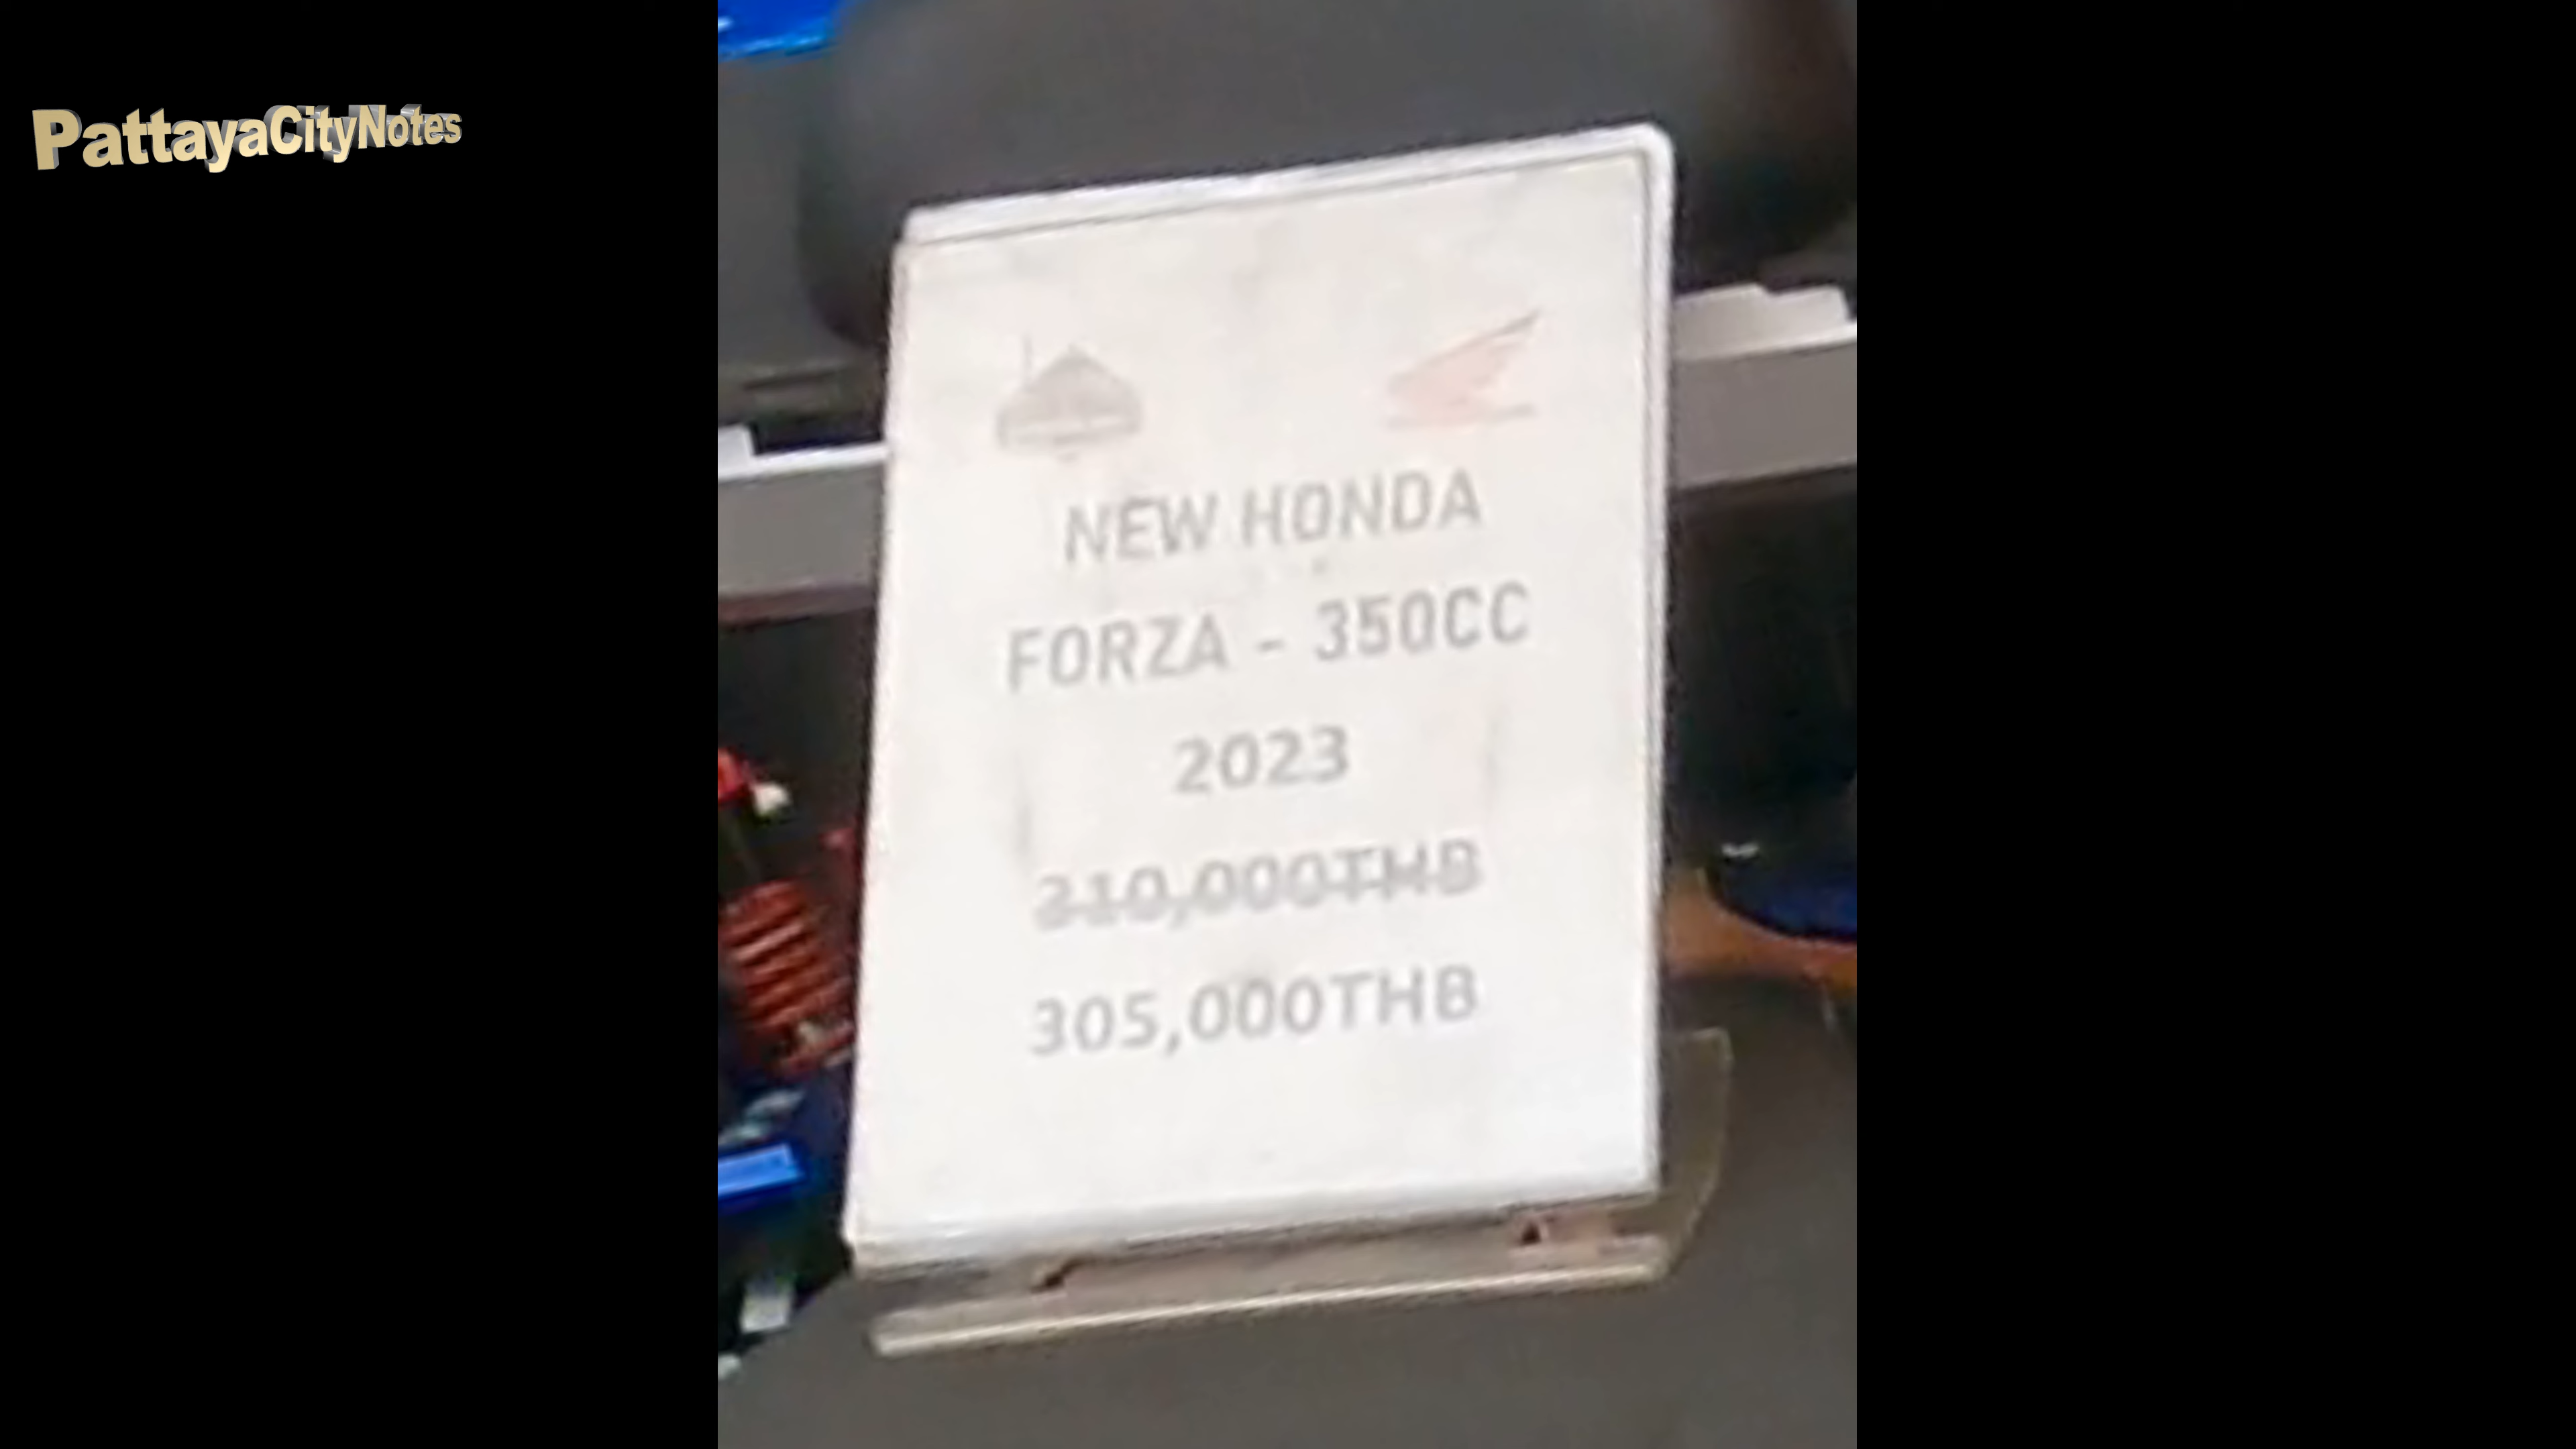 PattayaCityNotes
NEW HONDA
FORZA - 350CC
2023
310,000THB
305,000THB